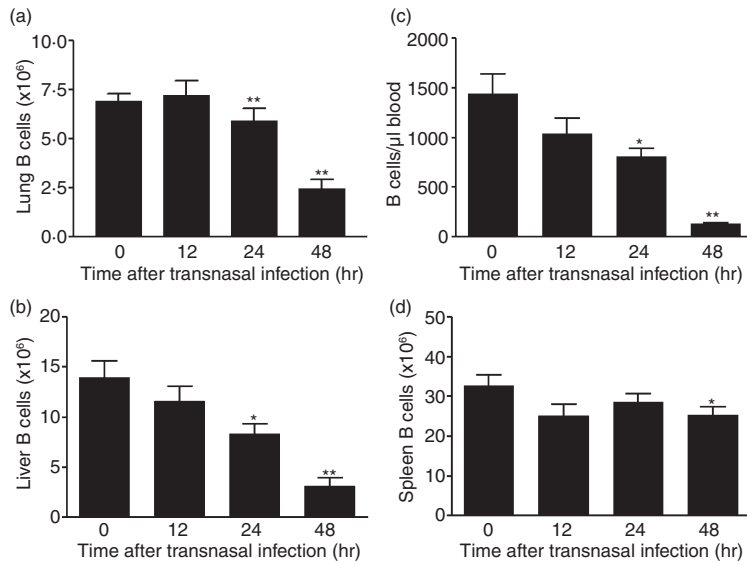 (a)
10·0
7·5
5·0
2·5
0·0
Lung B cells (x10⁶)
**
**
0 12 24 48
Time after transnasal infection (hr)
(c)
2000
1500
1000
500
0
B cells/µl blood
*
**
0 12 24 48
Time after transnasal infection (hr)
(b)
20
15
10
5
0
Liver B cells (x10⁶)
*
**
0 12 24 48
Time after transnasal infection (hr)
(d)
50
40
30
20
10
0
Spleen B cells (x10⁶)
*
0 12 24 48
Time after transnasal infection (hr)